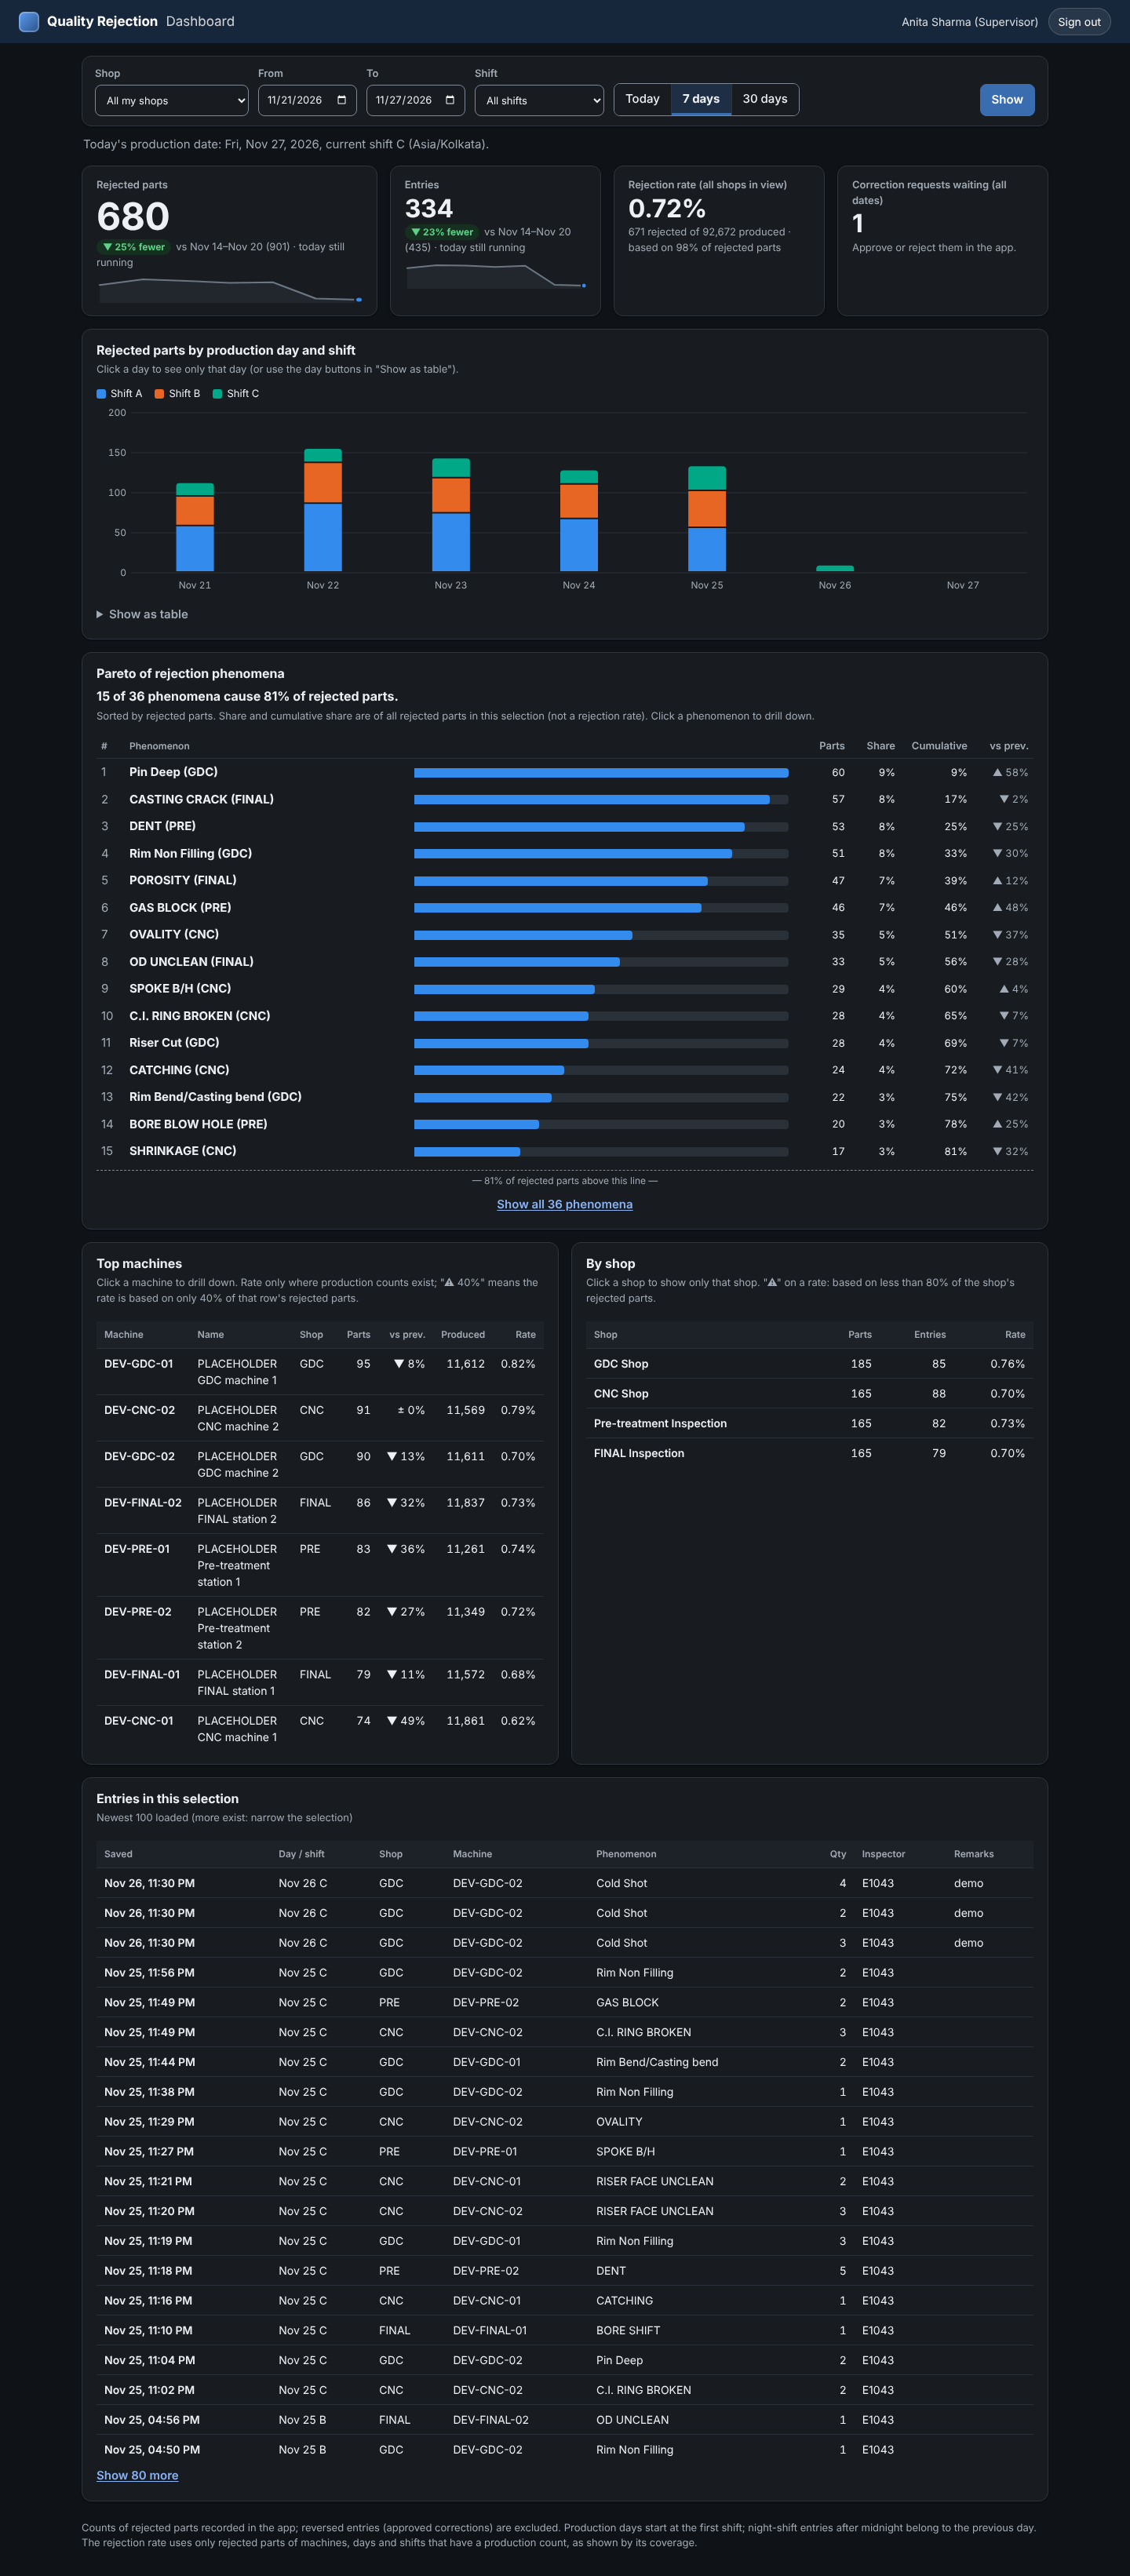 Quality Rejection Dashboard
Anita Sharma (Supervisor)
Sign out
Shop
From
To
Shift
All my shops
11/21/2026
11/27/2026
All shifts
Today
7 days
30 days
Show
Today's production date: Fri, Nov 27, 2026, current shift C (Asia/Kolkata).
Rejected parts
680
▼ 25% fewer vs Nov 14–Nov 20 (901) · today still
running
Entries
334
▼ 23% fewer vs Nov 14–Nov 20
(435) · today still running
Rejection rate (all shops in view)
0.72%
671 rejected of 92,672 produced ·
based on 98% of rejected parts
Correction requests waiting (all
dates)
1
Approve or reject them in the app.
Rejected parts by production day and shift
Click a day to see only that day (or use the day buttons in "Show as table").
Shift A Shift B Shift C
200
150
100
50
0
Nov 21 Nov 22 Nov 23 Nov 24 Nov 25 Nov 26 Nov 27
▶ Show as table
Pareto of rejection phenomena
15 of 36 phenomena cause 81% of rejected parts.
Sorted by rejected parts. Share and cumulative share are of all rejected parts in this selection (not a rejection rate). Click a phenomenon to drill down.
# Phenomenon Parts Share Cumulative vs prev.
1 Pin Deep (GDC) 60 9% 9% ▲ 58%
2 CASTING CRACK (FINAL) 57 8% 17% ▼ 2%
3 DENT (PRE) 53 8% 25% ▼ 25%
4 Rim Non Filling (GDC) 51 8% 33% ▼ 30%
5 POROSITY (FINAL) 47 7% 39% ▲ 12%
6 GAS BLOCK (PRE) 46 7% 46% ▲ 48%
7 OVALITY (CNC) 35 5% 51% ▼ 37%
8 OD UNCLEAN (FINAL) 33 5% 56% ▼ 28%
9 SPOKE B/H (CNC) 29 4% 60% ▲ 4%
10 C.I. RING BROKEN (CNC) 28 4% 65% ▼ 7%
11 Riser Cut (GDC) 28 4% 69% ▼ 7%
12 CATCHING (CNC) 24 4% 72% ▼ 41%
13 Rim Bend/Casting bend (GDC) 22 3% 75% ▼ 42%
14 BORE BLOW HOLE (PRE) 20 3% 78% ▲ 25%
15 SHRINKAGE (CNC) 17 3% 81% ▼ 32%
— 81% of rejected parts above this line —
Show all 36 phenomena
Top machines
Click a machine to drill down. Rate only where production counts exist; "⚠ 40%" means the
rate is based on only 40% of that row's rejected parts.
Machine Name Shop Parts vs prev. Produced Rate
DEV-GDC-01 PLACEHOLDER GDC 95 ▼ 8% 11,612 0.82%
GDC machine 1
DEV-CNC-02 PLACEHOLDER CNC 91 ± 0% 11,569 0.79%
CNC machine 2
DEV-GDC-02 PLACEHOLDER GDC 90 ▼ 13% 11,611 0.70%
GDC machine 2
DEV-FINAL-02 PLACEHOLDER FINAL 86 ▼ 32% 11,837 0.73%
FINAL station 2
DEV-PRE-01 PLACEHOLDER PRE 83 ▼ 36% 11,261 0.74%
Pre-treatment
station 1
DEV-PRE-02 PLACEHOLDER PRE 82 ▼ 27% 11,349 0.72%
Pre-treatment
station 2
DEV-FINAL-01 PLACEHOLDER FINAL 79 ▼ 11% 11,572 0.68%
FINAL station 1
DEV-CNC-01 PLACEHOLDER CNC 74 ▼ 49% 11,861 0.62%
CNC machine 1
By shop
Click a shop to show only that shop. "⚠" on a rate: based on less than 80% of the shop's
rejected parts.
Shop Parts Entries Rate
GDC Shop 185 85 0.76%
CNC Shop 165 88 0.70%
Pre-treatment Inspection 165 82 0.73%
FINAL Inspection 165 79 0.70%
Entries in this selection
Newest 100 loaded (more exist: narrow the selection)
Saved Day / shift Shop Machine Phenomenon Qty Inspector Remarks
Nov 26, 11:30 PM Nov 26 C GDC DEV-GDC-02 Cold Shot 4 E1043 demo
Nov 26, 11:30 PM Nov 26 C GDC DEV-GDC-02 Cold Shot 2 E1043 demo
Nov 26, 11:30 PM Nov 26 C GDC DEV-GDC-02 Cold Shot 3 E1043 demo
Nov 25, 11:56 PM Nov 25 C GDC DEV-GDC-02 Rim Non Filling 2 E1043
Nov 25, 11:49 PM Nov 25 C PRE DEV-PRE-02 GAS BLOCK 2 E1043
Nov 25, 11:49 PM Nov 25 C CNC DEV-CNC-02 C.I. RING BROKEN 3 E1043
Nov 25, 11:44 PM Nov 25 C GDC DEV-GDC-01 Rim Bend/Casting bend 2 E1043
Nov 25, 11:38 PM Nov 25 C GDC DEV-GDC-02 Rim Non Filling 1 E1043
Nov 25, 11:29 PM Nov 25 C CNC DEV-CNC-02 OVALITY 1 E1043
Nov 25, 11:27 PM Nov 25 C PRE DEV-PRE-01 SPOKE B/H 1 E1043
Nov 25, 11:21 PM Nov 25 C CNC DEV-CNC-01 RISER FACE UNCLEAN 2 E1043
Nov 25, 11:20 PM Nov 25 C CNC DEV-CNC-02 RISER FACE UNCLEAN 3 E1043
Nov 25, 11:19 PM Nov 25 C GDC DEV-GDC-01 Rim Non Filling 3 E1043
Nov 25, 11:18 PM Nov 25 C PRE DEV-PRE-02 DENT 5 E1043
Nov 25, 11:16 PM Nov 25 C CNC DEV-CNC-01 CATCHING 1 E1043
Nov 25, 11:10 PM Nov 25 C FINAL DEV-FINAL-01 BORE SHIFT 1 E1043
Nov 25, 11:04 PM Nov 25 C GDC DEV-GDC-02 Pin Deep 2 E1043
Nov 25, 11:02 PM Nov 25 C CNC DEV-CNC-02 C.I. RING BROKEN 2 E1043
Nov 25, 04:56 PM Nov 25 B FINAL DEV-FINAL-02 OD UNCLEAN 1 E1043
Nov 25, 04:50 PM Nov 25 B GDC DEV-GDC-02 Rim Non Filling 1 E1043
Show 80 more
Counts of rejected parts recorded in the app; reversed entries (approved corrections) are excluded. Production days start at the first shift; night-shift entries after midnight belong to the previous day.
The rejection rate uses only rejected parts of machines, days and shifts that have a production count, as shown by its coverage.